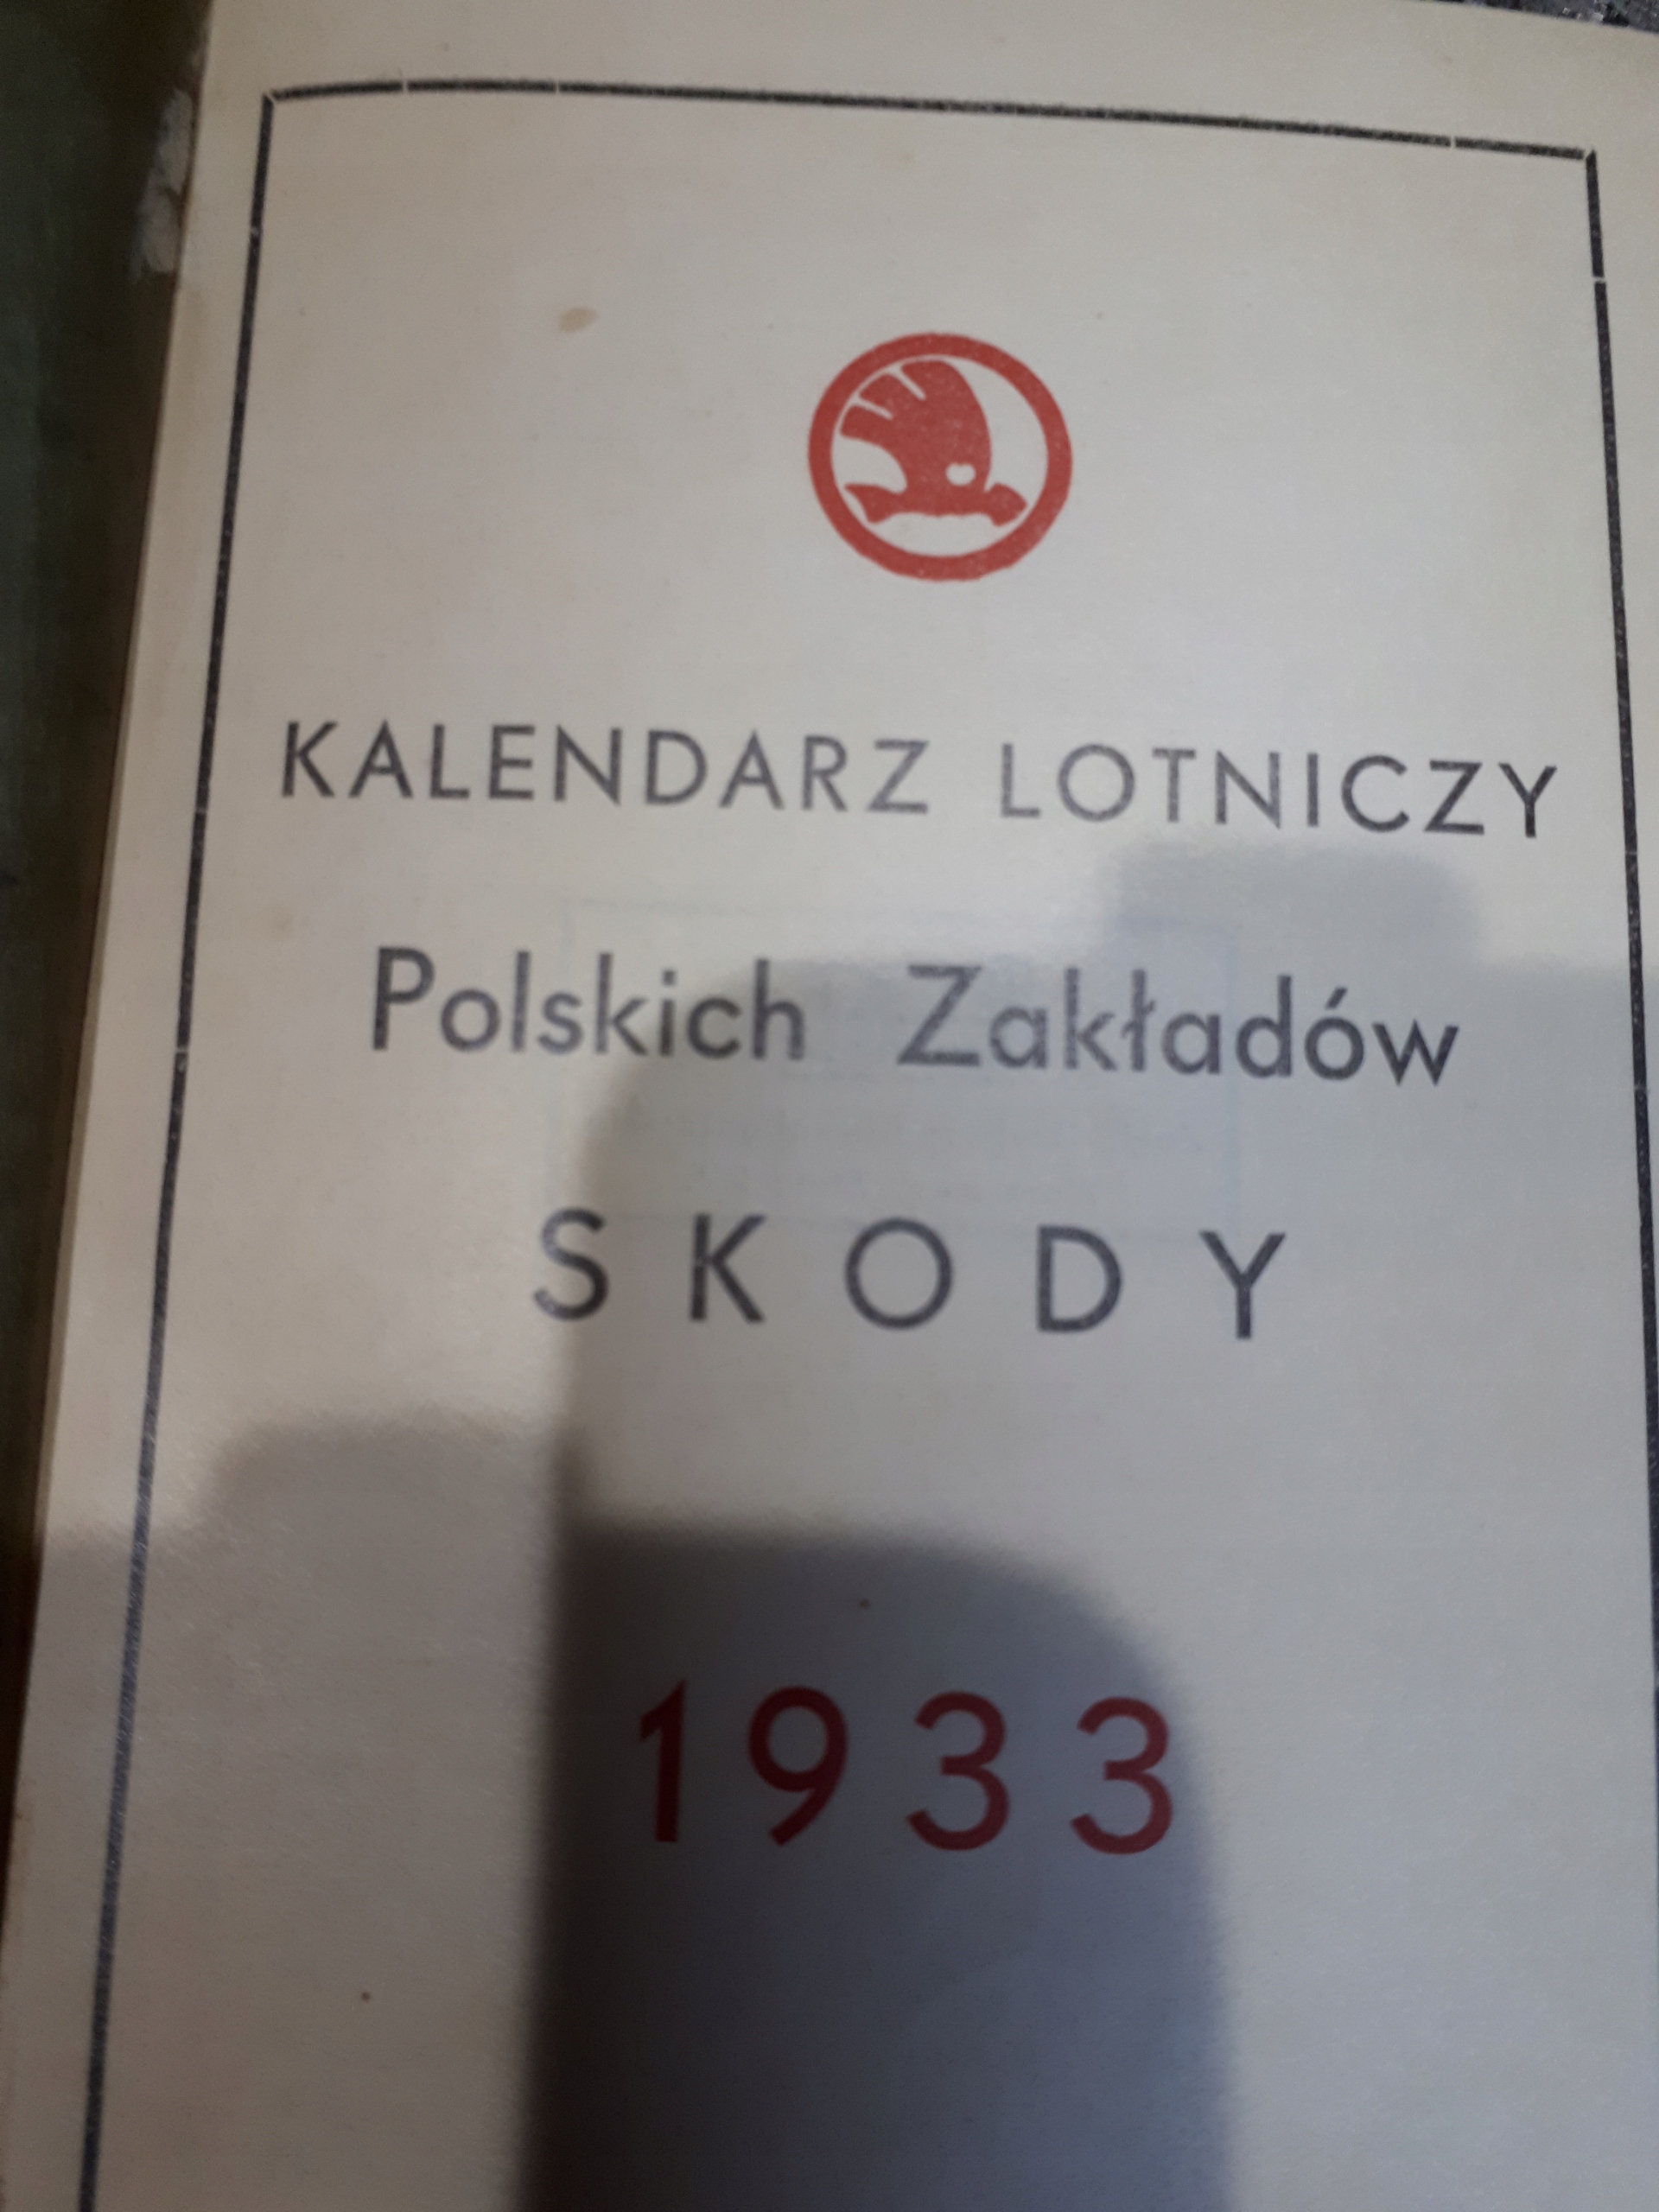 KALENDARZ LOTNICZY
Polskich Zakładów
SKODY
1933